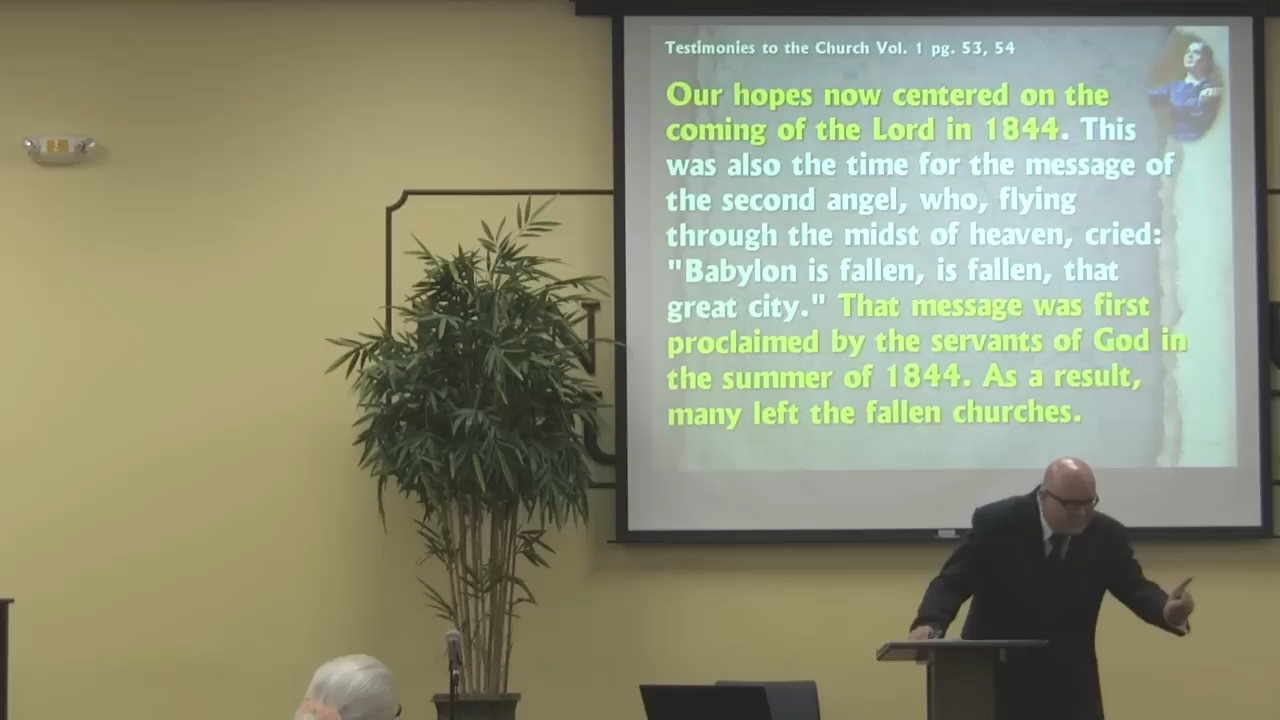 Testimonies to the Church Vol. 1 pg. 53, 54
Our hopes now centered on the
coming of the Lord in 1844. This
was also the time for the message of
the second angel, who, flying
through the midst of heaven, cried:
"Babylon is fallen, is fallen, that
great city." That message was first
proclaimed by the servants of God in
the summer of 1844. As a result,
many left the fallen churches.